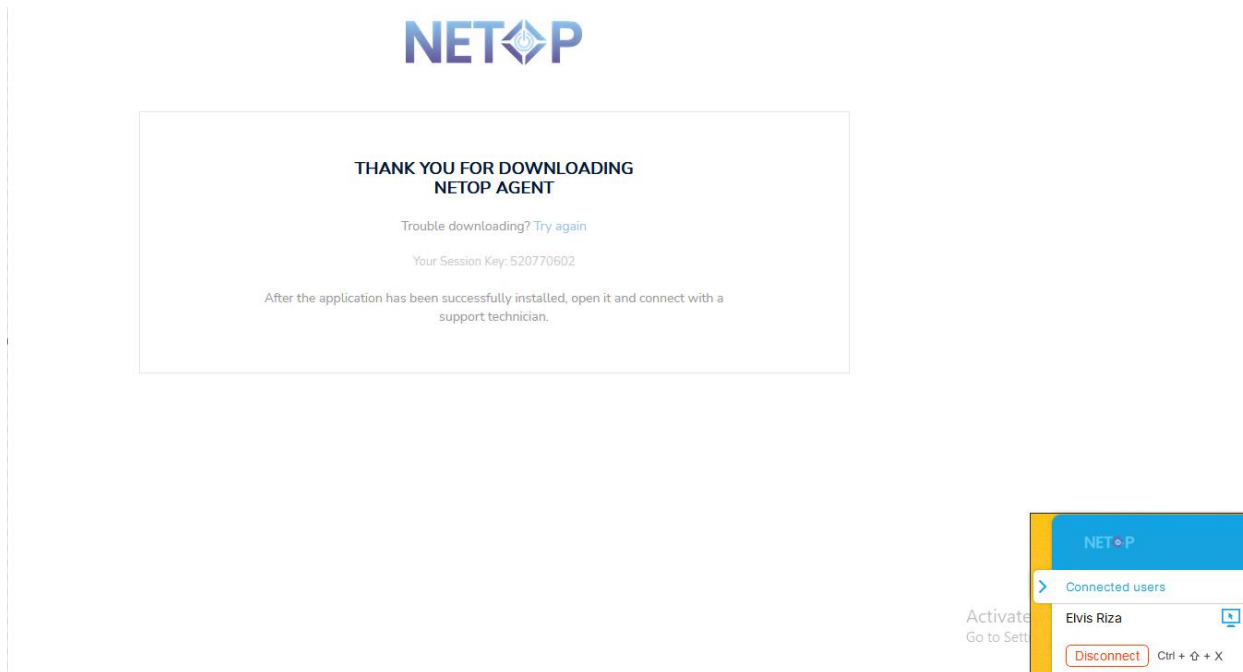 NETOP
THANK YOU FOR DOWNLOADING
NETOP AGENT
Trouble downloading? Try again
Your Session Key: 520770602
After the application has been successfully installed, open it and connect with a
support technician.
NETOP
Connected users
Activate
Elvis Riza
Go to Setti
Disconnect Ctrl + ⇧ + X